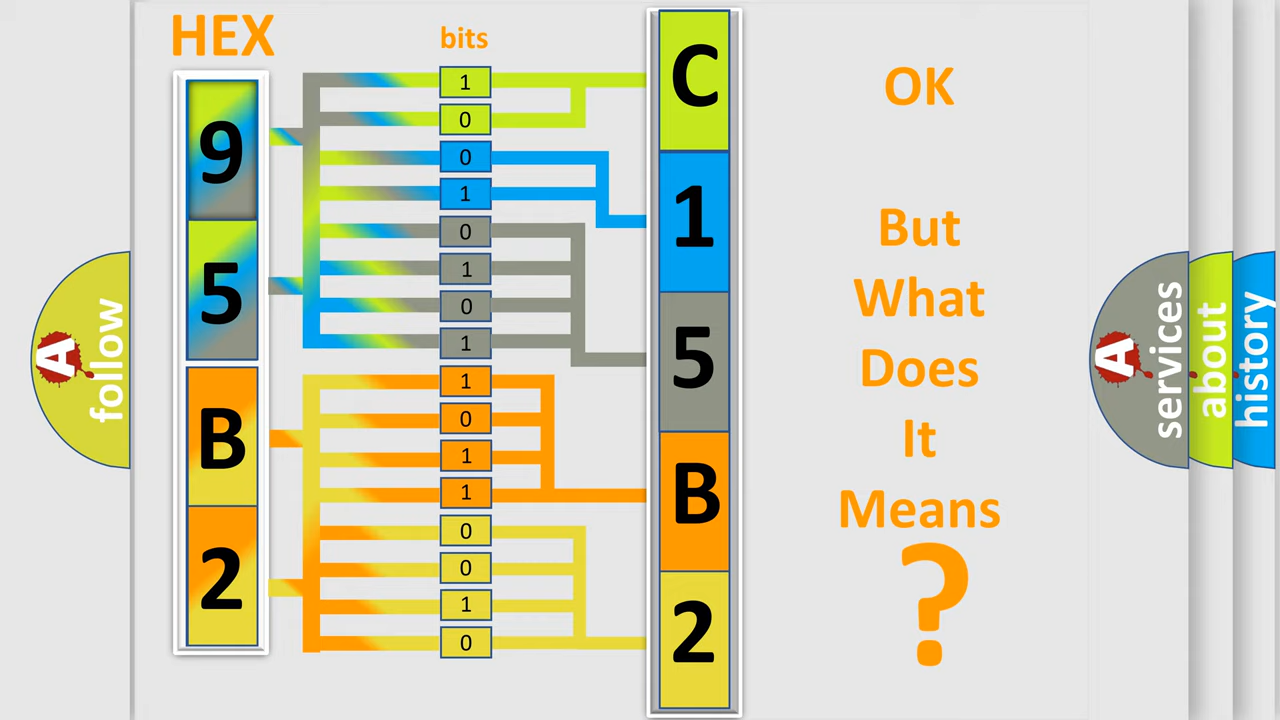 HEX
bits
9
5
B
2
1
0
0
1
0
1
0
1
1
0
1
1
0
0
1
0
C
1
5
B
2
OK
But
What
Does
It
Means
?
A
follow
A
services
about
history